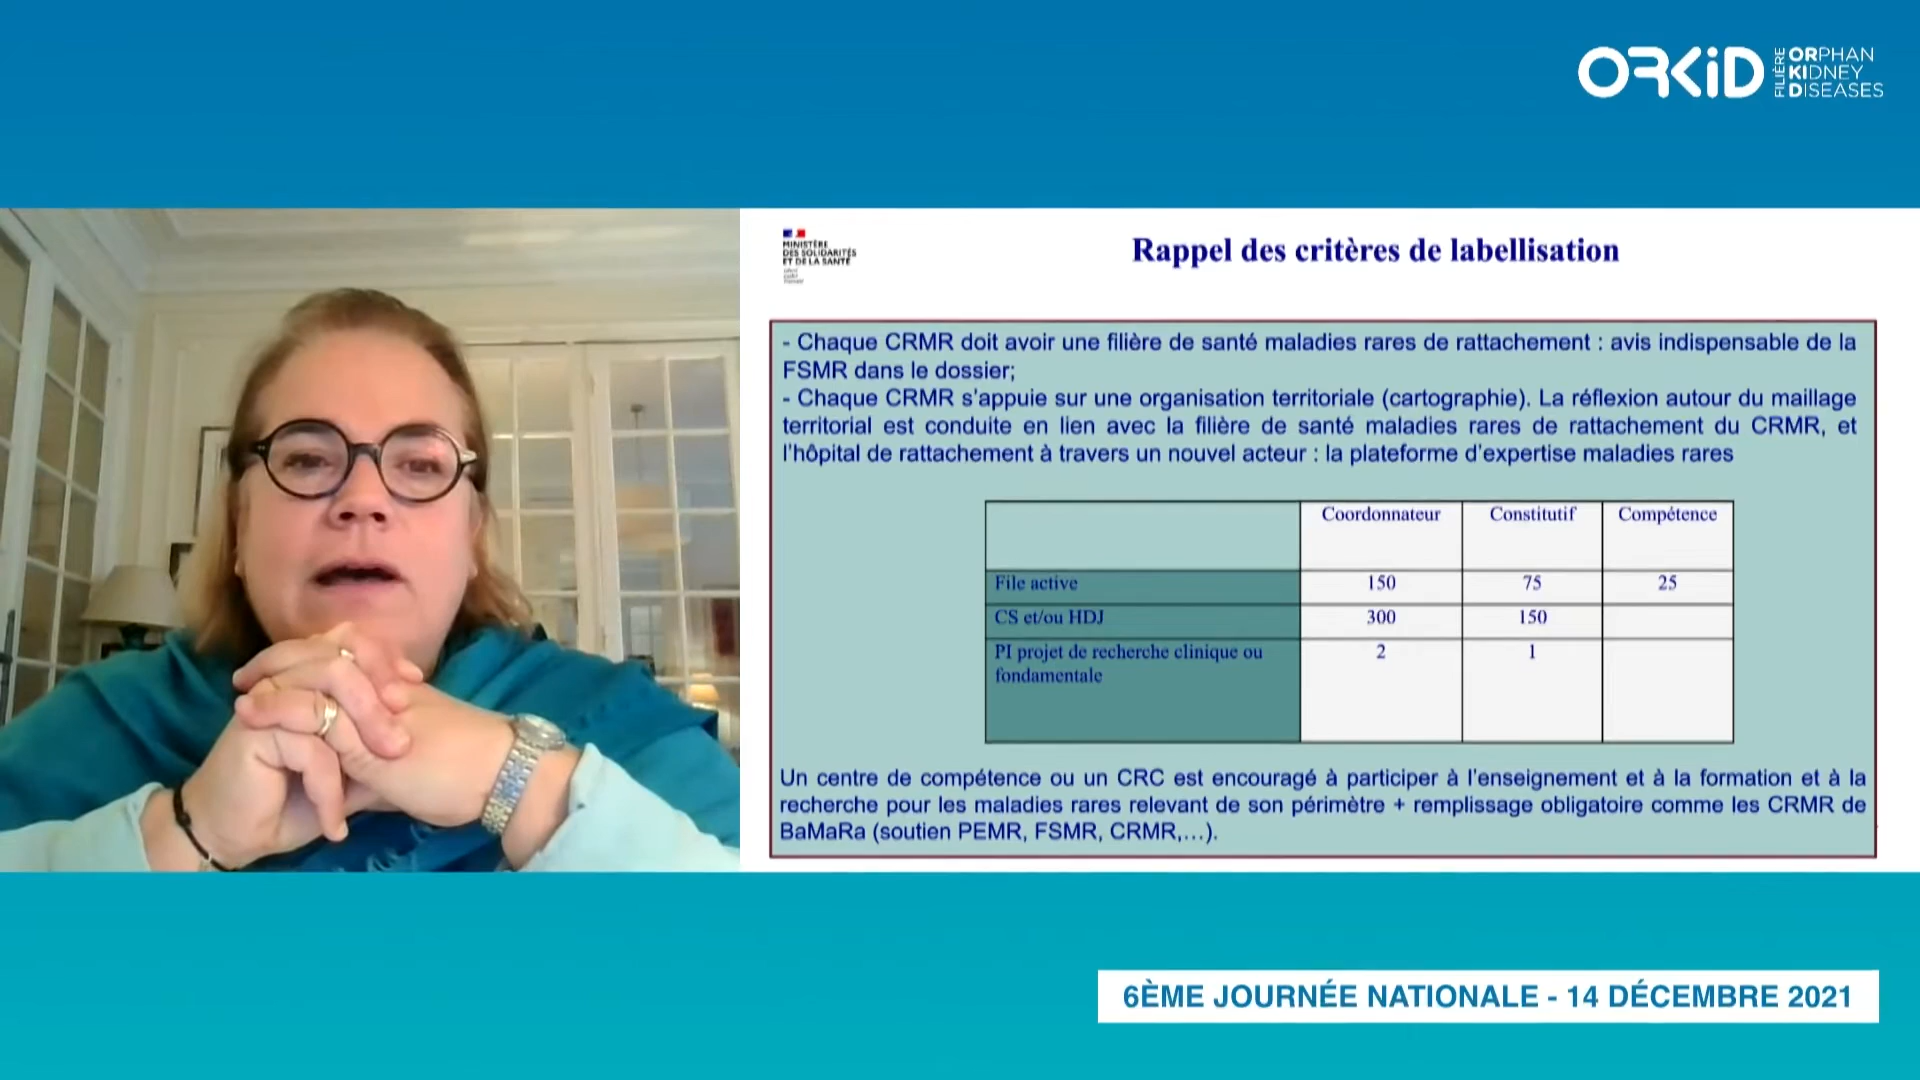 ORKiD
FILIÈRE
ORPHAN
KIDNEY
DISEASES
MINISTÈRE
DES SOLIDARITÉS
ET DE LA SANTÉ
Rappel des critères de labellisation
- Chaque CRMR doit avoir une filière de santé maladies rares de rattachement : avis indispensable de la
FSMR dans le dossier;
- Chaque CRMR s’appuie sur une organisation territoriale (cartographie). La réflexion autour du maillage
territorial est conduite en lien avec la filière de santé maladies rares de rattachement du CRMR, et
l’hôpital de rattachement à travers un nouvel acteur : la plateforme d’expertise maladies rares
Coordonnateur Constitutif Compétence
File active 150 75 25
CS et/ou HDJ 300 150
PI projet de recherche clinique ou 2 1
fondamentale
Un centre de compétence ou un CRC est encouragé à participer à l’enseignement et à la formation et à la
recherche pour les maladies rares relevant de son périmètre + remplissage obligatoire comme les CRMR de
BaMaRa (soutien PEMR, FSMR, CRMR,…).
6ÈME JOURNÉE NATIONALE - 14 DÉCEMBRE 2021